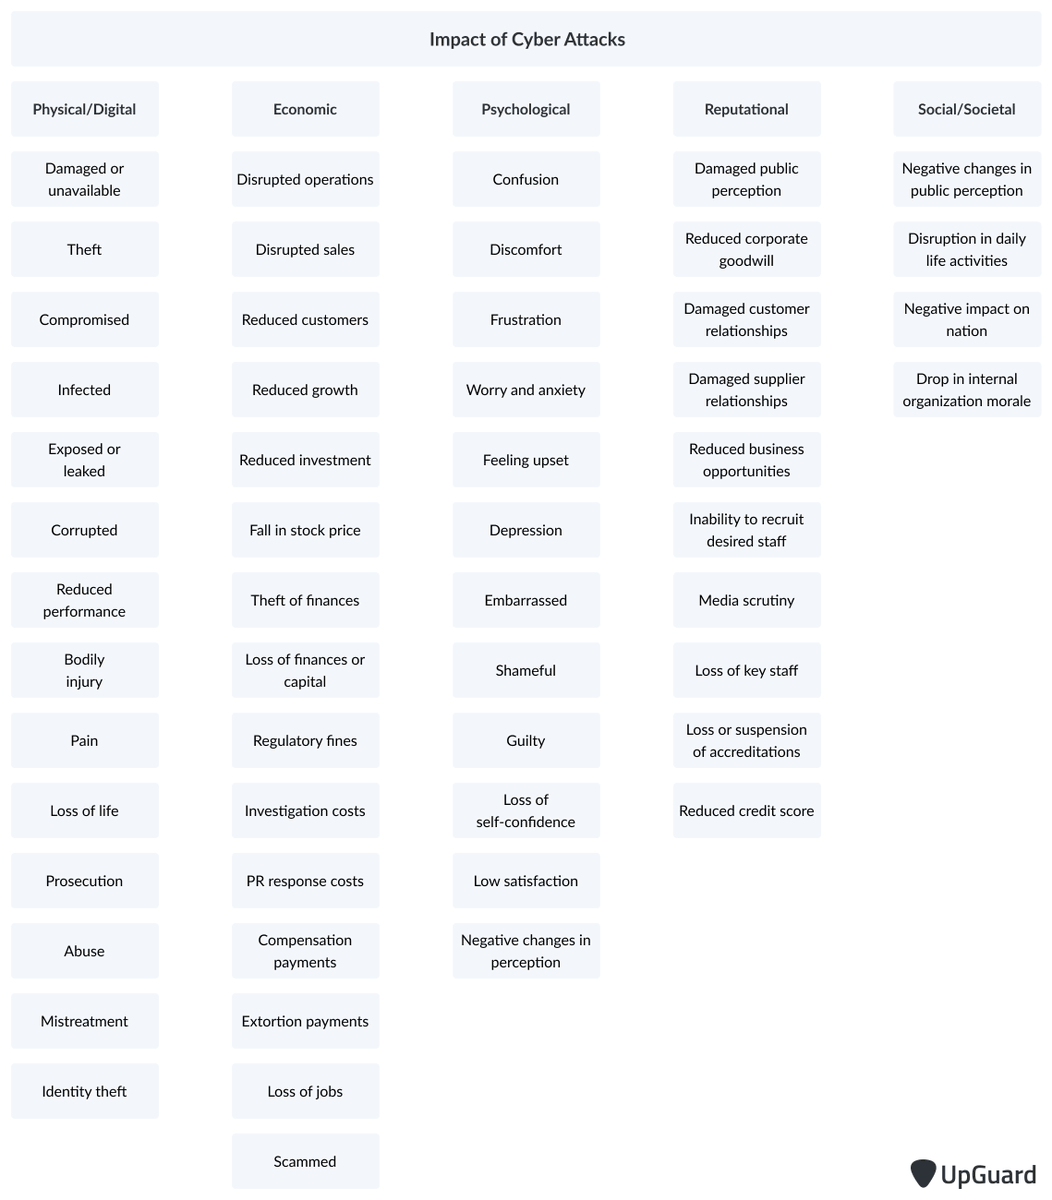 Impact of Cyber Attacks
Physical/Digital
Damaged or
unavailable
Theft
Compromised
Infected
Exposed or
leaked
Corrupted
Reduced
performance
Bodily
injury
Pain
Loss of life
Prosecution
Abuse
Mistreatment
Identity theft
Economic
Disrupted operations
Disrupted sales
Reduced customers
Reduced growth
Reduced investment
Fall in stock price
Theft of finances
Loss of finances or
capital
Regulatory fines
Investigation costs
PR response costs
Compensation
payments
Extortion payments
Loss of jobs
Scammed
Psychological
Confusion
Discomfort
Frustration
Worry and anxiety
Feeling upset
Depression
Embarrassed
Shameful
Guilty
Loss of
self-confidence
Low satisfaction
Negative changes in
perception
Reputational
Damaged public
perception
Reduced corporate
goodwill
Damaged customer
relationships
Damaged supplier
relationships
Reduced business
opportunities
Inability to recruit
desired staff
Media scrutiny
Loss of key staff
Loss or suspension
of accreditations
Reduced credit score
Social/Societal
Negative changes in
public perception
Disruption in daily
life activities
Negative impact on
nation
Drop in internal
organization morale
UpGuard